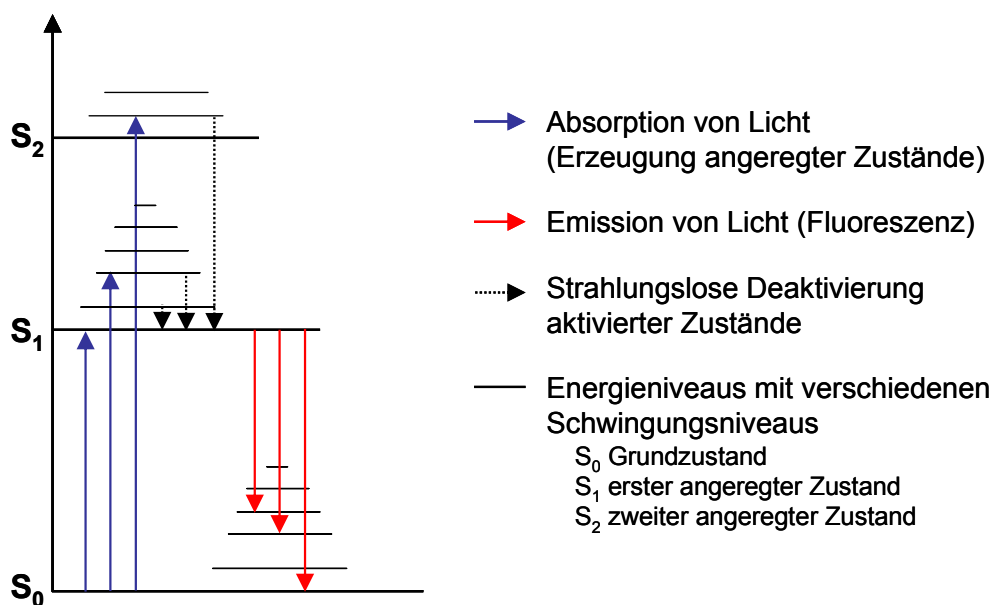 S₂
S₁
S₀
Absorption von Licht
(Erzeugung angeregter Zustände)
Emission von Licht (Fluoreszenz)
Strahlungslose Deaktivierung
aktivierter Zustände
Energieniveaus mit verschiedenen
Schwingungsniveaus
S₀ Grundzustand
S₁ erster angeregter Zustand
S₂ zweiter angeregter Zustand